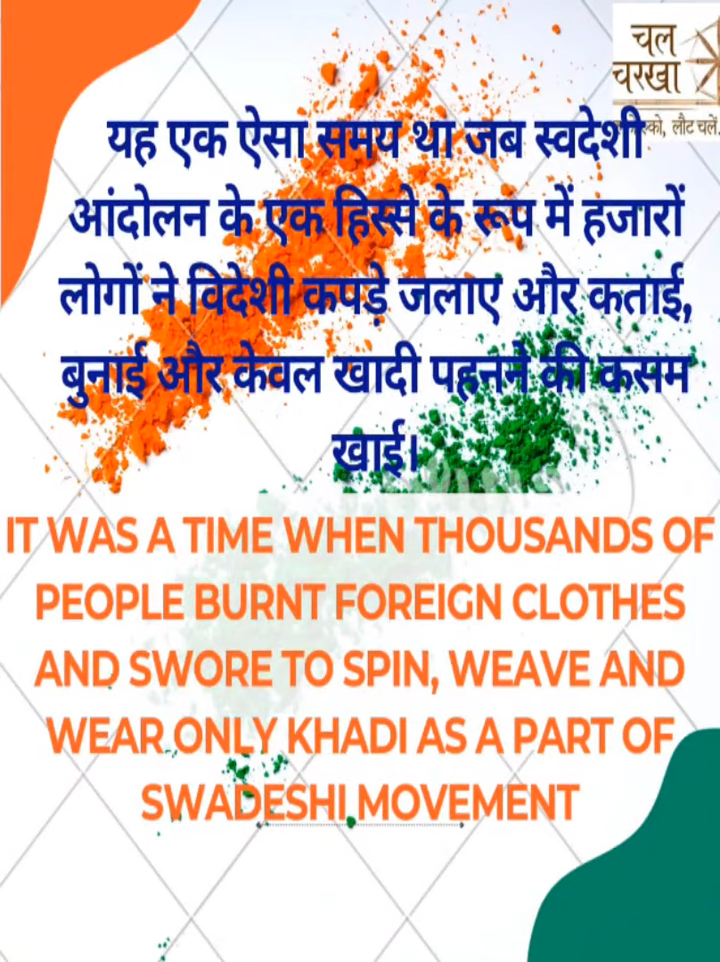 चल
चरखा
लौट चलें.
यह एक ऐसा समय था जब स्वदेशी
आंदोलन के एक हिस्से के रूप में हजारों
लोगों ने विदेशी कपड़े जलाए और कताई,
बुनाई और केवल खादी पहनने की कसम
खाई।
IT WAS A TIME WHEN THOUSANDS OF
PEOPLE BURNT FOREIGN CLOTHES
AND SWORE TO SPIN, WEAVE AND
WEAR ONLY KHADI AS A PART OF
SWADESHI MOVEMENT